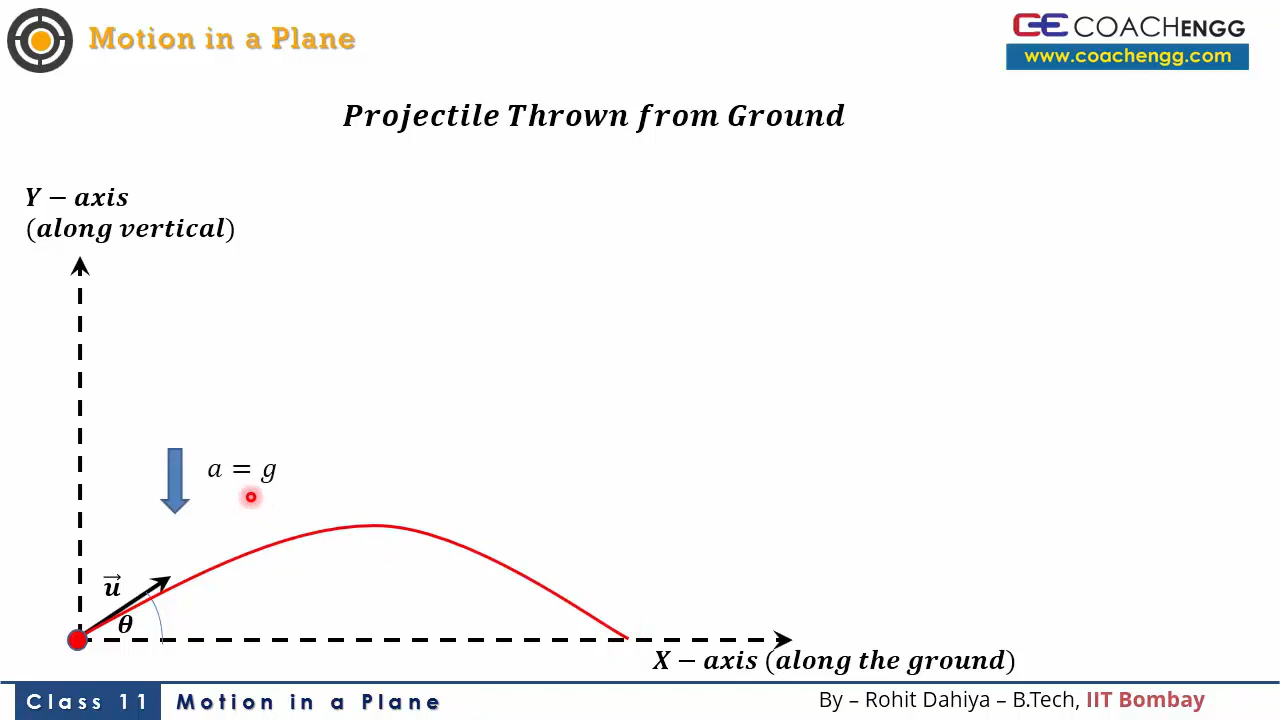 Motion in a Plane
CE COACHENGG
www.coachengg.com
Projectile Thrown from Ground
Y − axis
(along vertical)
a = g
u⃗
θ
X − axis (along the ground)
Class 11 Motion in a Plane
By – Rohit Dahiya – B.Tech, IIT Bombay